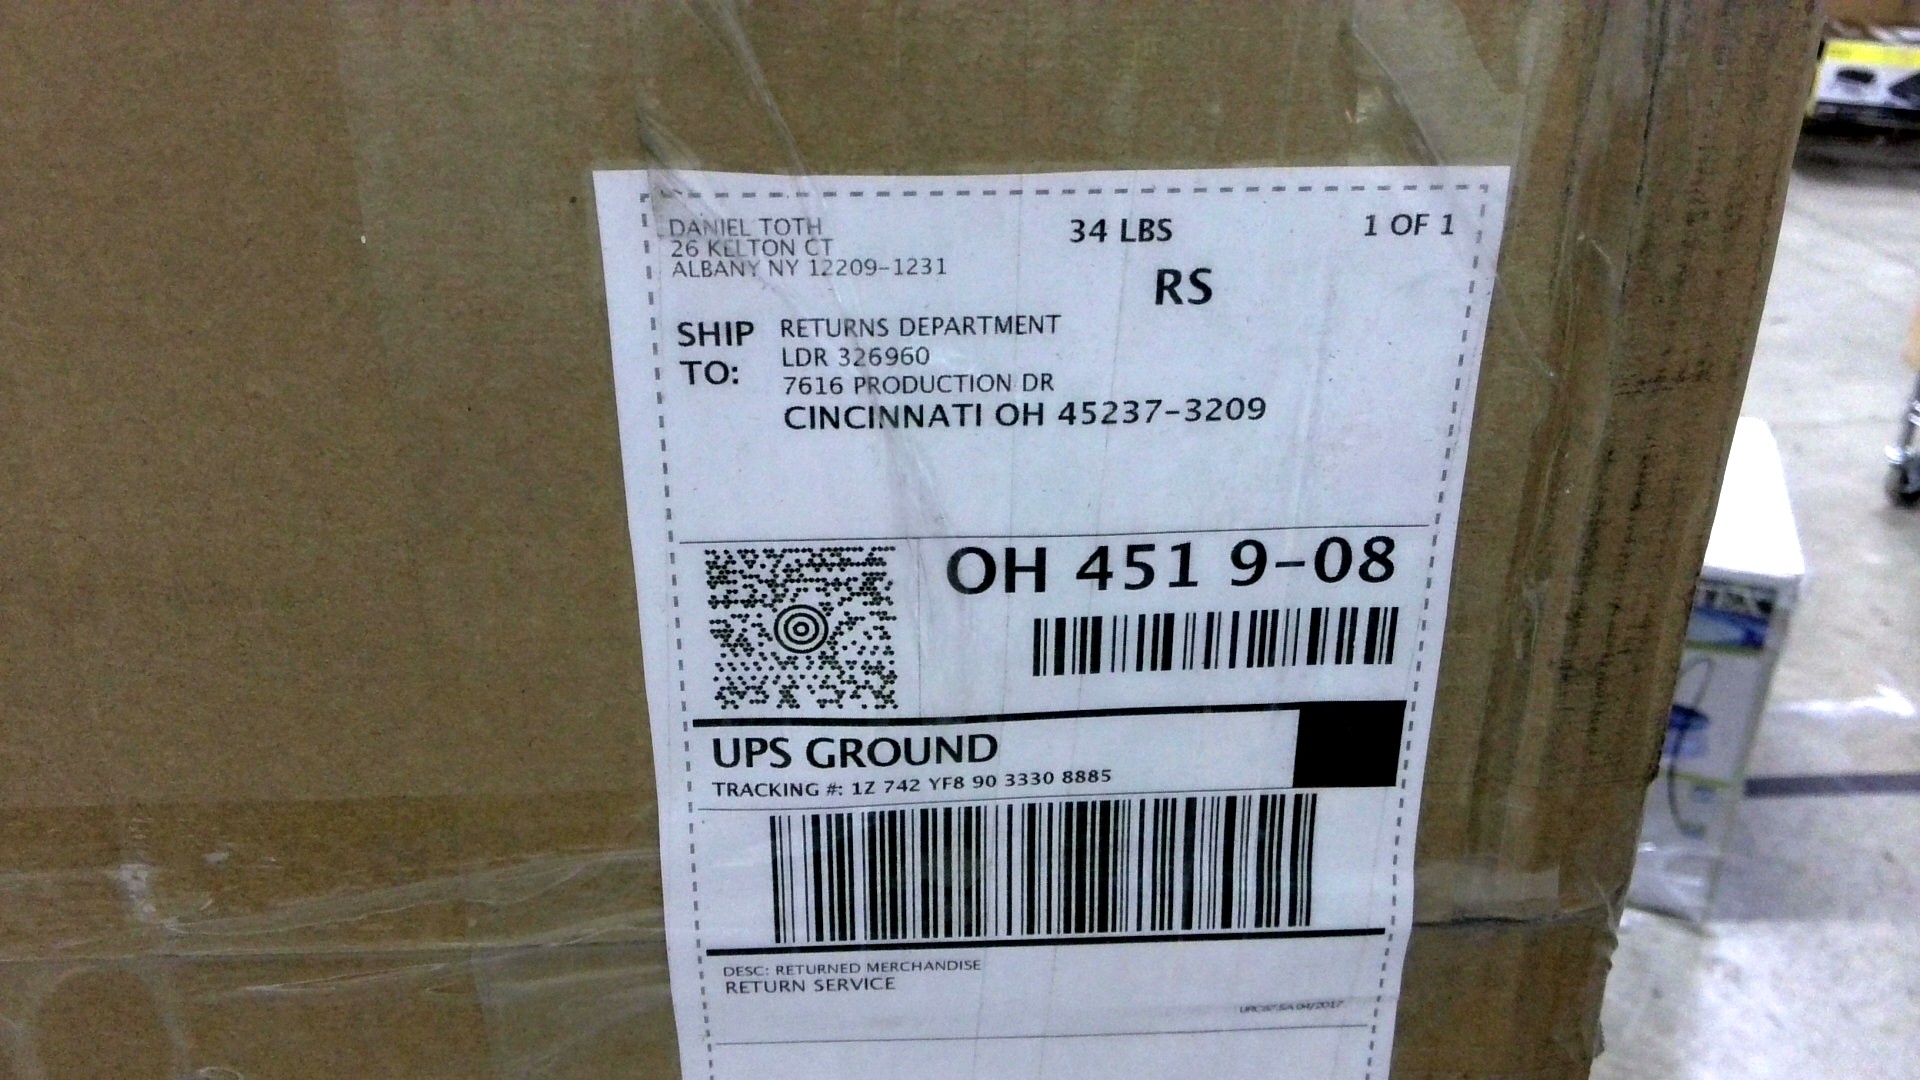 DANIEL TOTH
26 KELTON CT
ALBANY NY 12209-1231
34 LBS
1 OF 1
RS
SHIP TO:
RETURNS DEPARTMENT
LDR 326960
7616 PRODUCTION DR
CINCINNATI OH 45237-3209
OH 451 9-08
UPS GROUND
TRACKING #: 1Z 742 YF8 90 3330 8885
DESC: RETURNED MERCHANDISE
RETURN SERVICE